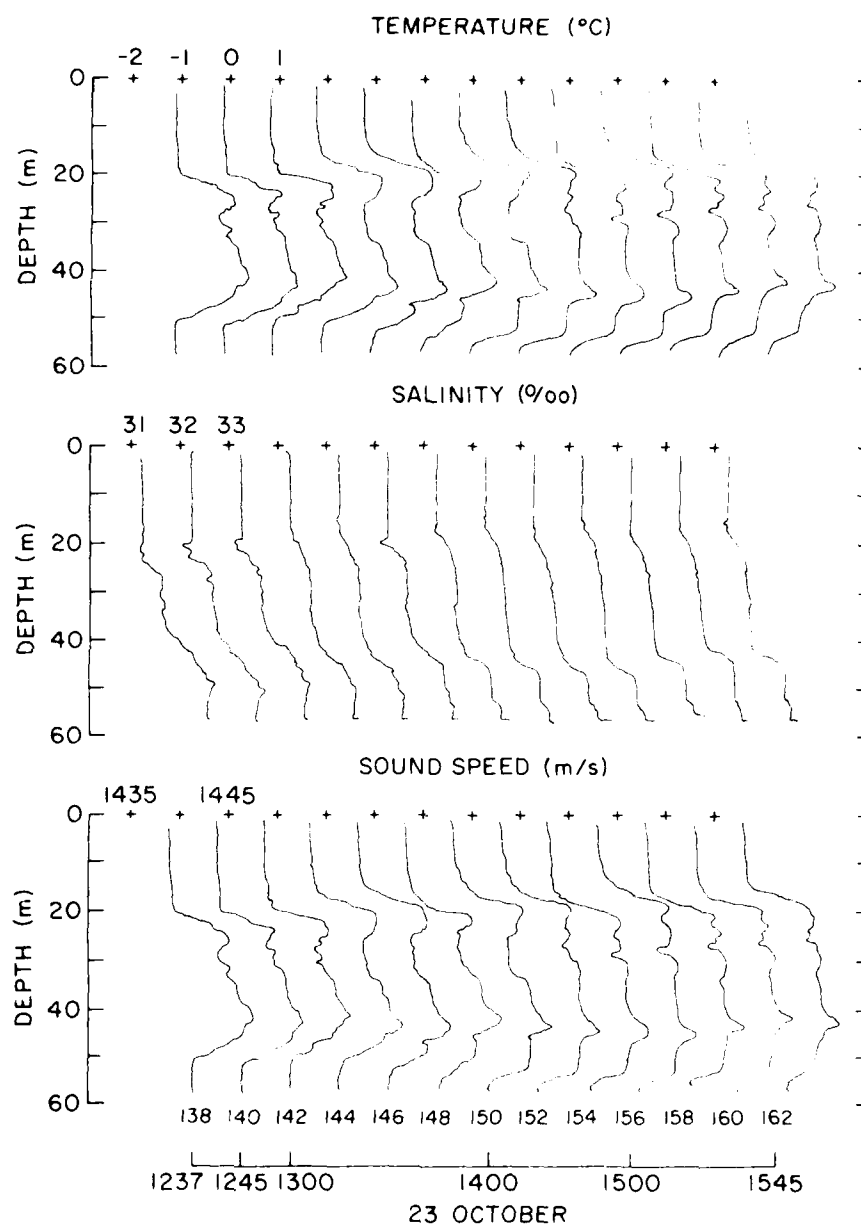 TEMPERATURE (°C)
-2 -1 0 1
0
20
40
60
DEPTH (m)
SALINITY (‰)
31 32 33
0
20
40
60
DEPTH (m)
SOUND SPEED (m/s)
1435 1445
0
20
40
60
DEPTH (m)
138 140 142 144 146 148 150 152 154 156 158 160 162
1237 1245 1300 1400 1500 1545
23 OCTOBER